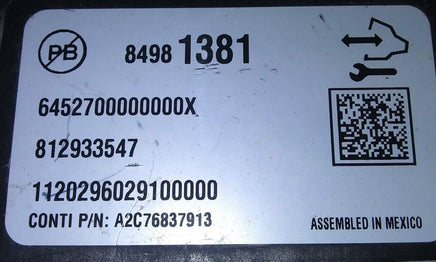 PB
8498 1381
6452700000000X
812933547
1120296029100000
CONTI P/N: A2C76837913
ASSEMBLED IN MEXICO